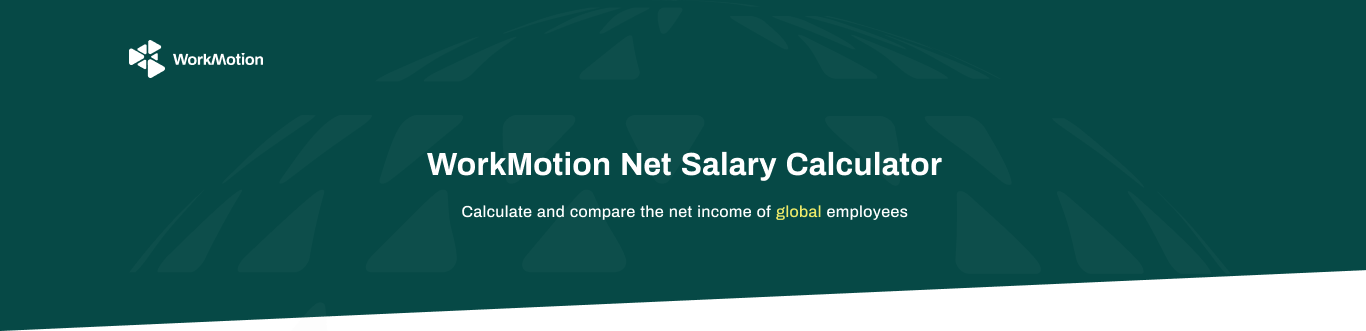 WorkMotion
WorkMotion Net Salary Calculator
Calculate and compare the net income of global employees